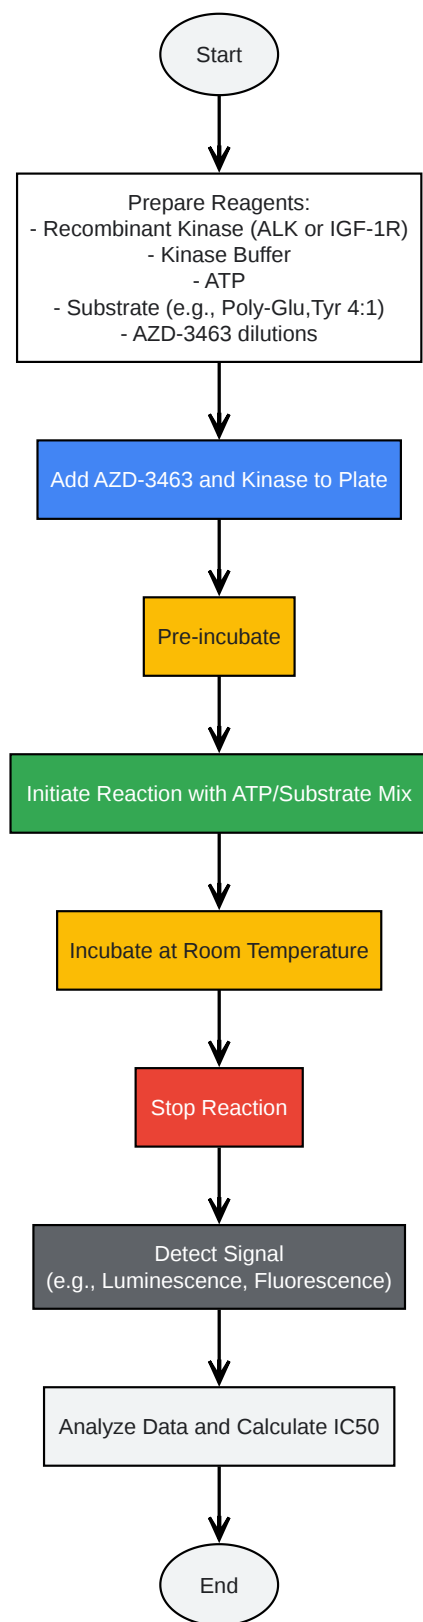 Start
Prepare Reagents:
- Recombinant Kinase (ALK or IGF-1R)
- Kinase Buffer
- ATP
- Substrate (e.g., Poly-Glu,Tyr 4:1)
- AZD-3463 dilutions
Add AZD-3463 and Kinase to Plate
Pre-incubate
Initiate Reaction with ATP/Substrate Mix
Incubate at Room Temperature
Stop Reaction
Detect Signal
(e.g., Luminescence, Fluorescence)
Analyze Data and Calculate IC50
End